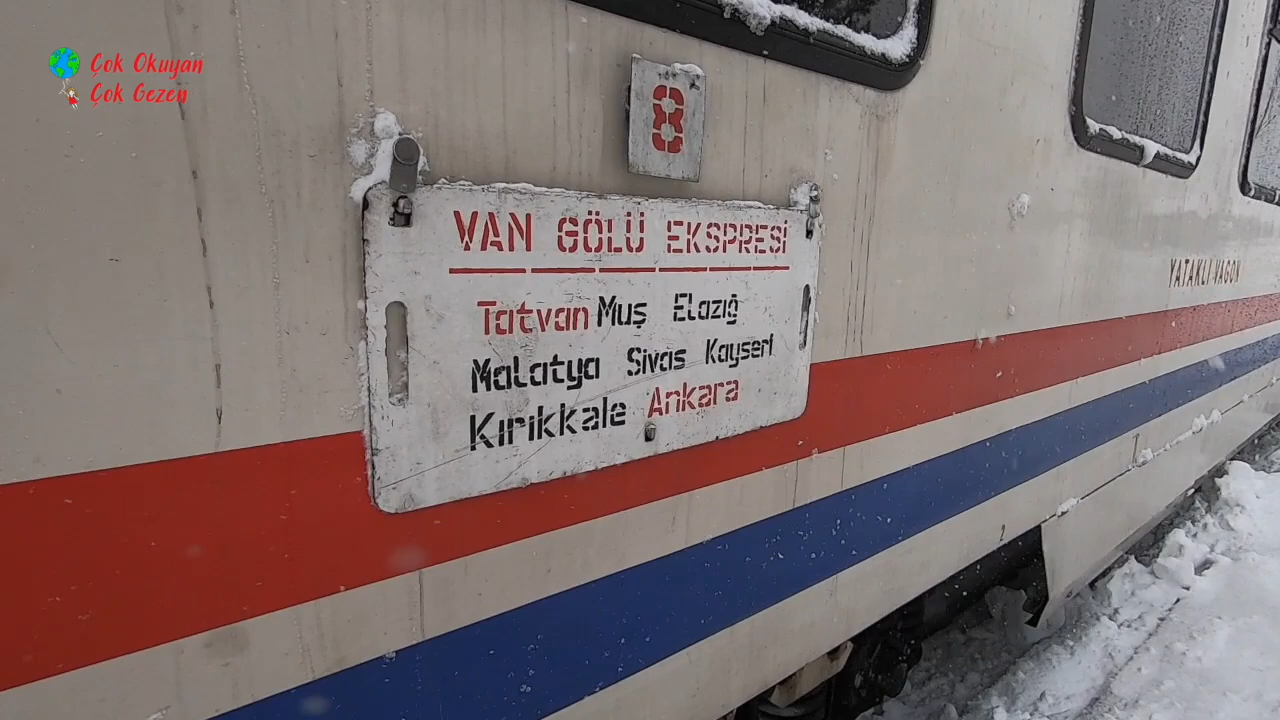 Çok Okuyan
Çok Gezen
8
VAN GÖLÜ EKSPRESİ
Tatvan Muş Elazığ
Malatya Sivas Kayseri
Kırıkkale Ankara
YATAKLI VAGON